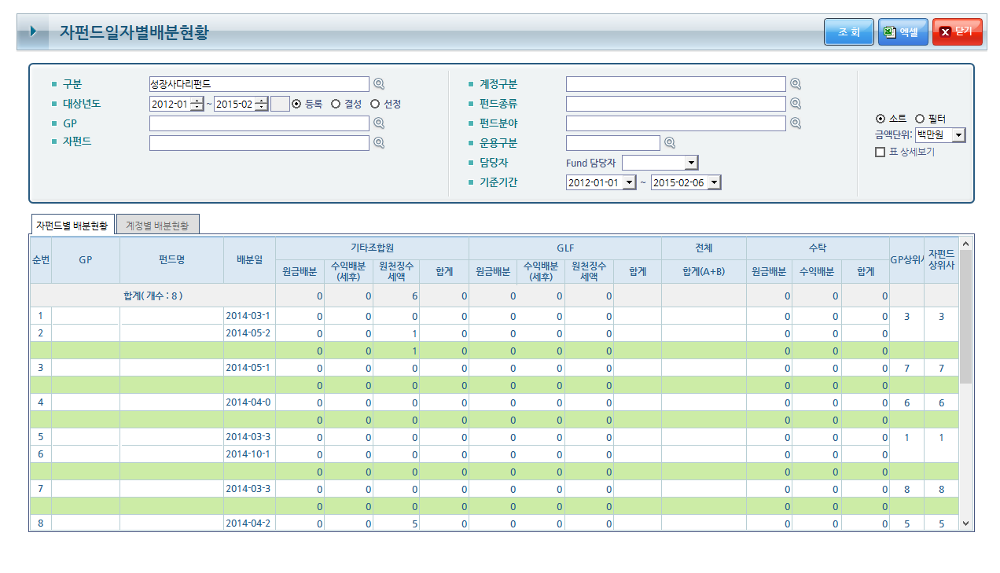 자펀드일자별배분현황 조 회 엑셀 닫기
구분 성장사다리펀드 계정구분
대상년도 2012-01 ~ 2015-02 등록 결성 선정 펀드종류
GP 펀드분야 소트 필터
자펀드 운용구분 금액단위: 백만원
담당자 Fund 담당자 표 상세보기
기준기간 2012-01-01 ~ 2015-02-06
자펀드별 배분현황 계정별 배분현황
순번 GP 펀드명 배분일 기타조합원 GLF 전체 수탁 GP상위사 자펀드 상위사
원금배분 수익배분 (세후) 원천징수 세액 합계 원금배분 수익배분 (세후) 원천징수 세액 합계 합계(A+B) 원금배분 수익배분 합계
합계( 개수 : 8 ) 0 0 6 0 0 0 0 0 0 0
1 2014-03-1 0 0 0 0 0 0 0 0 0 0 3 3
2 2014-05-2 0 0 1 0 0 0 0 0 0 0
0 0 1 0 0 0 0 0 0 0
3 2014-05-1 0 0 0 0 0 0 0 0 0 0 7 7
0 0 0 0 0 0 0 0 0 0
4 2014-04-0 0 0 0 0 0 0 0 0 0 0 6 6
0 0 0 0 0 0 0 0 0 0
5 2014-03-3 0 0 0 0 0 0 0 0 0 0 1 1
6 2014-10-1 0 0 0 0 0 0 0 0 0 0
0 0 0 0 0 0 0 0 0 0
7 2014-03-3 0 0 0 0 0 0 0 0 0 0 8 8
0 0 0 0 0 0 0 0 0 0
8 2014-04-2 0 0 5 0 0 0 0 0 0 0 5 5